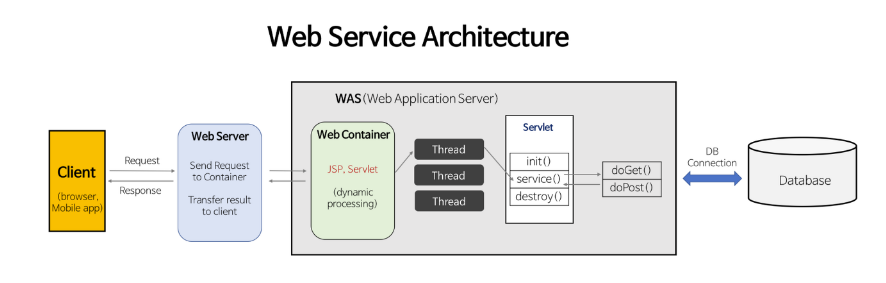 Web Service Architecture
WAS (Web Application Server)
Client
(browser,
Mobile app)
Request
Response
Web Server
Send Request
to Container
Transfer result
to client
Web Container
JSP, Servlet
(dynamic
processing)
Thread
Thread
Thread
Servlet
init()
service()
destroy()
doGet()
doPost()
DB
Connection
Database